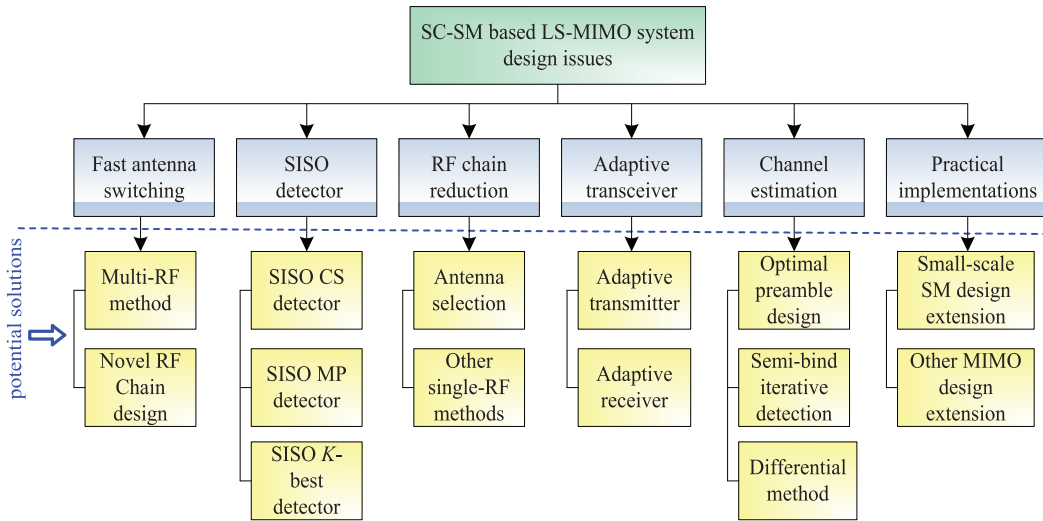 SC-SM based LS-MIMO system
design issues
Fast antenna
switching
SISO
detector
RF chain
reduction
Adaptive
transceiver
Channel
estimation
Practical
implementations
potential solutions
Multi-RF
method
Novel RF
Chain
design
SISO CS
detector
SISO MP
detector
SISO K-
best
detector
Antenna
selection
Other
single-RF
methods
Adaptive
transmitter
Adaptive
receiver
Optimal
preamble
design
Semi-bind
iterative
detection
Differential
method
Small-scale
SM design
extension
Other MIMO
design
extension